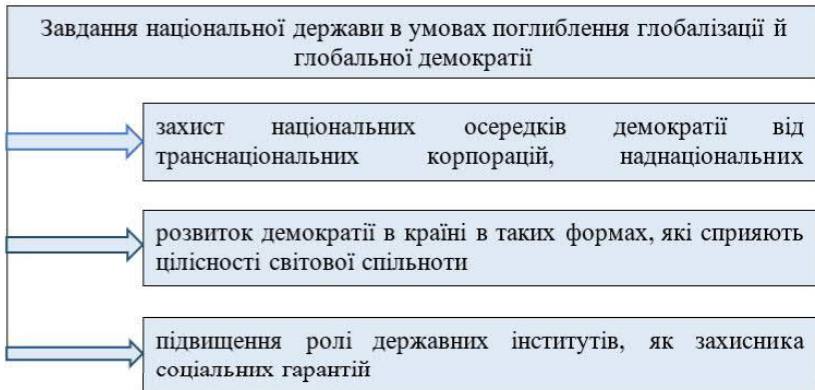 Завдання національної держави в умовах поглиблення глобалізації й
глобальної демократії
захист національних осередків демократії від
транснаціональних корпорацій, наднаціональних
розвиток демократії в країні в таких формах, які сприяють
цілісності світової спільноти
підвищення ролі державних інститутів, як захисника
соціальних гарантій